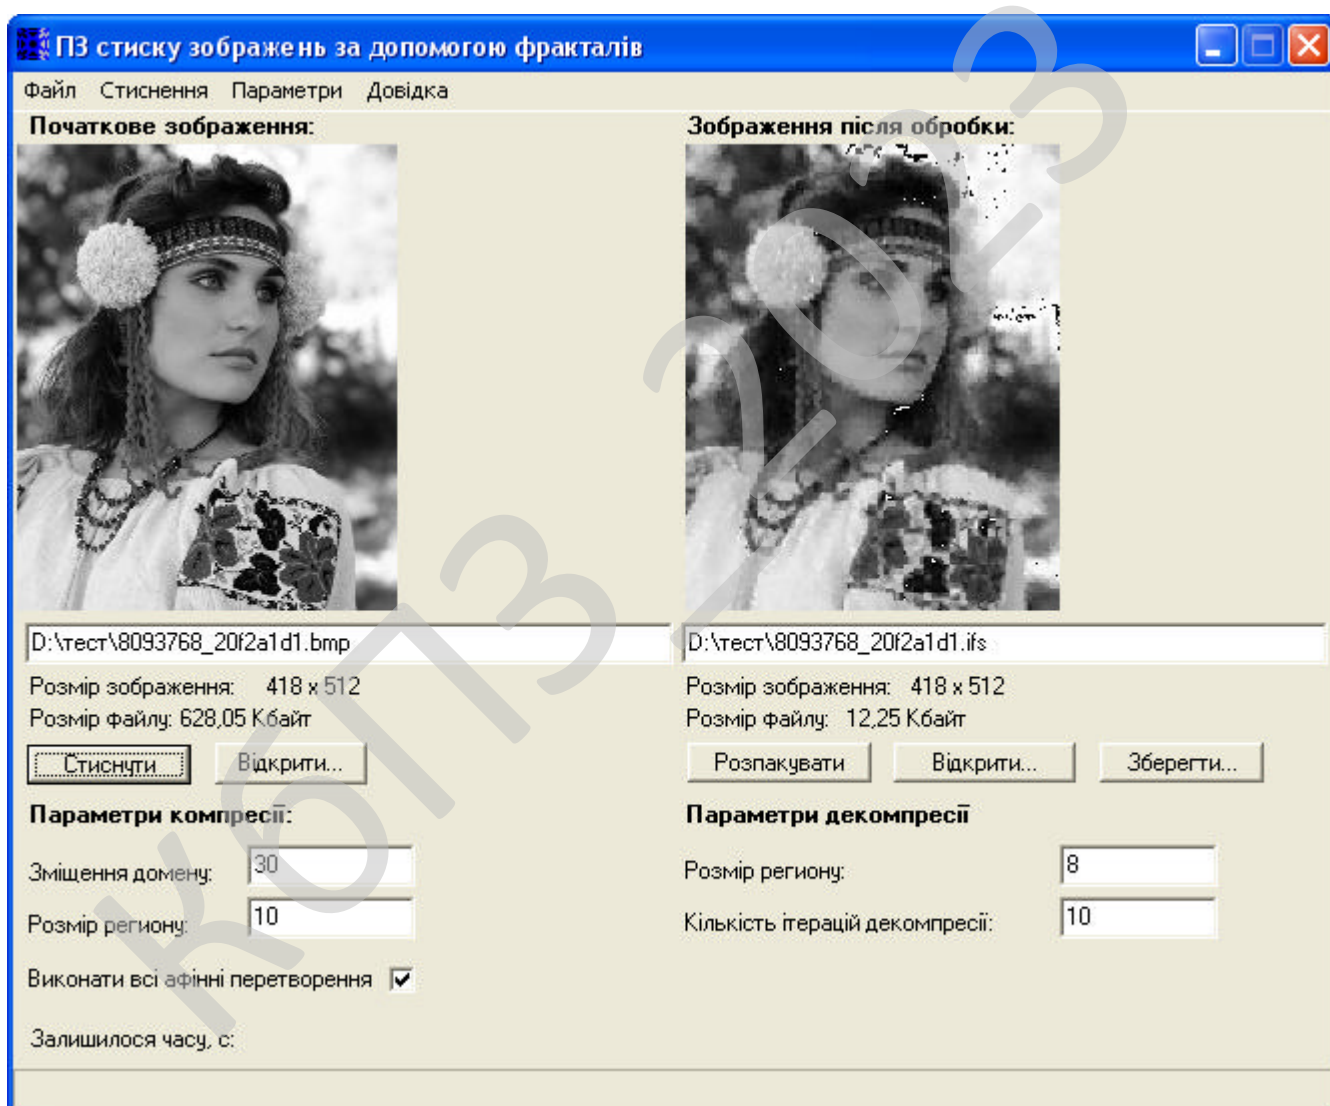 ПЗ стиску зображень за допомогою фракталів
Файл Стиснення Параметри Довідка
Початкове зображення:
Зображення після обробки:
D:\тест\8093768_20f2a1d1.bmp
D:\тест\8093768_20f2a1d1.ifs
Розмір зображення: 418 x 512
Розмір зображення: 418 x 512
Розмір файлу: 628,05 Кбайт
Розмір файлу: 12,25 Кбайт
Стиснути Відкрити...
Розпакувати Відкрити... Зберегти...
Параметри компресії:
Параметри декомпресії
Зміщення домену: 30
Розмір региону: 8
Розмір региону: 10
Кількість ітерацій декомпресії: 10
Виконати всі афінні перетворення
Залишилося часу, с:
КбПЗ_2023